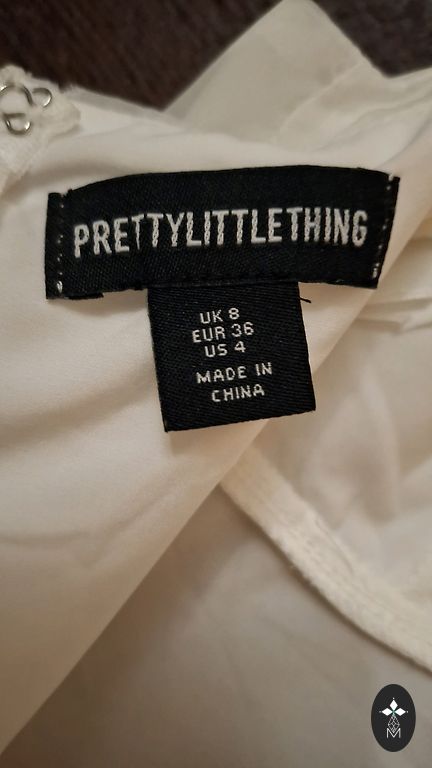 PRETTYLITTLETHING
UK 8
EUR 36
US 4
MADE IN
CHINA
M